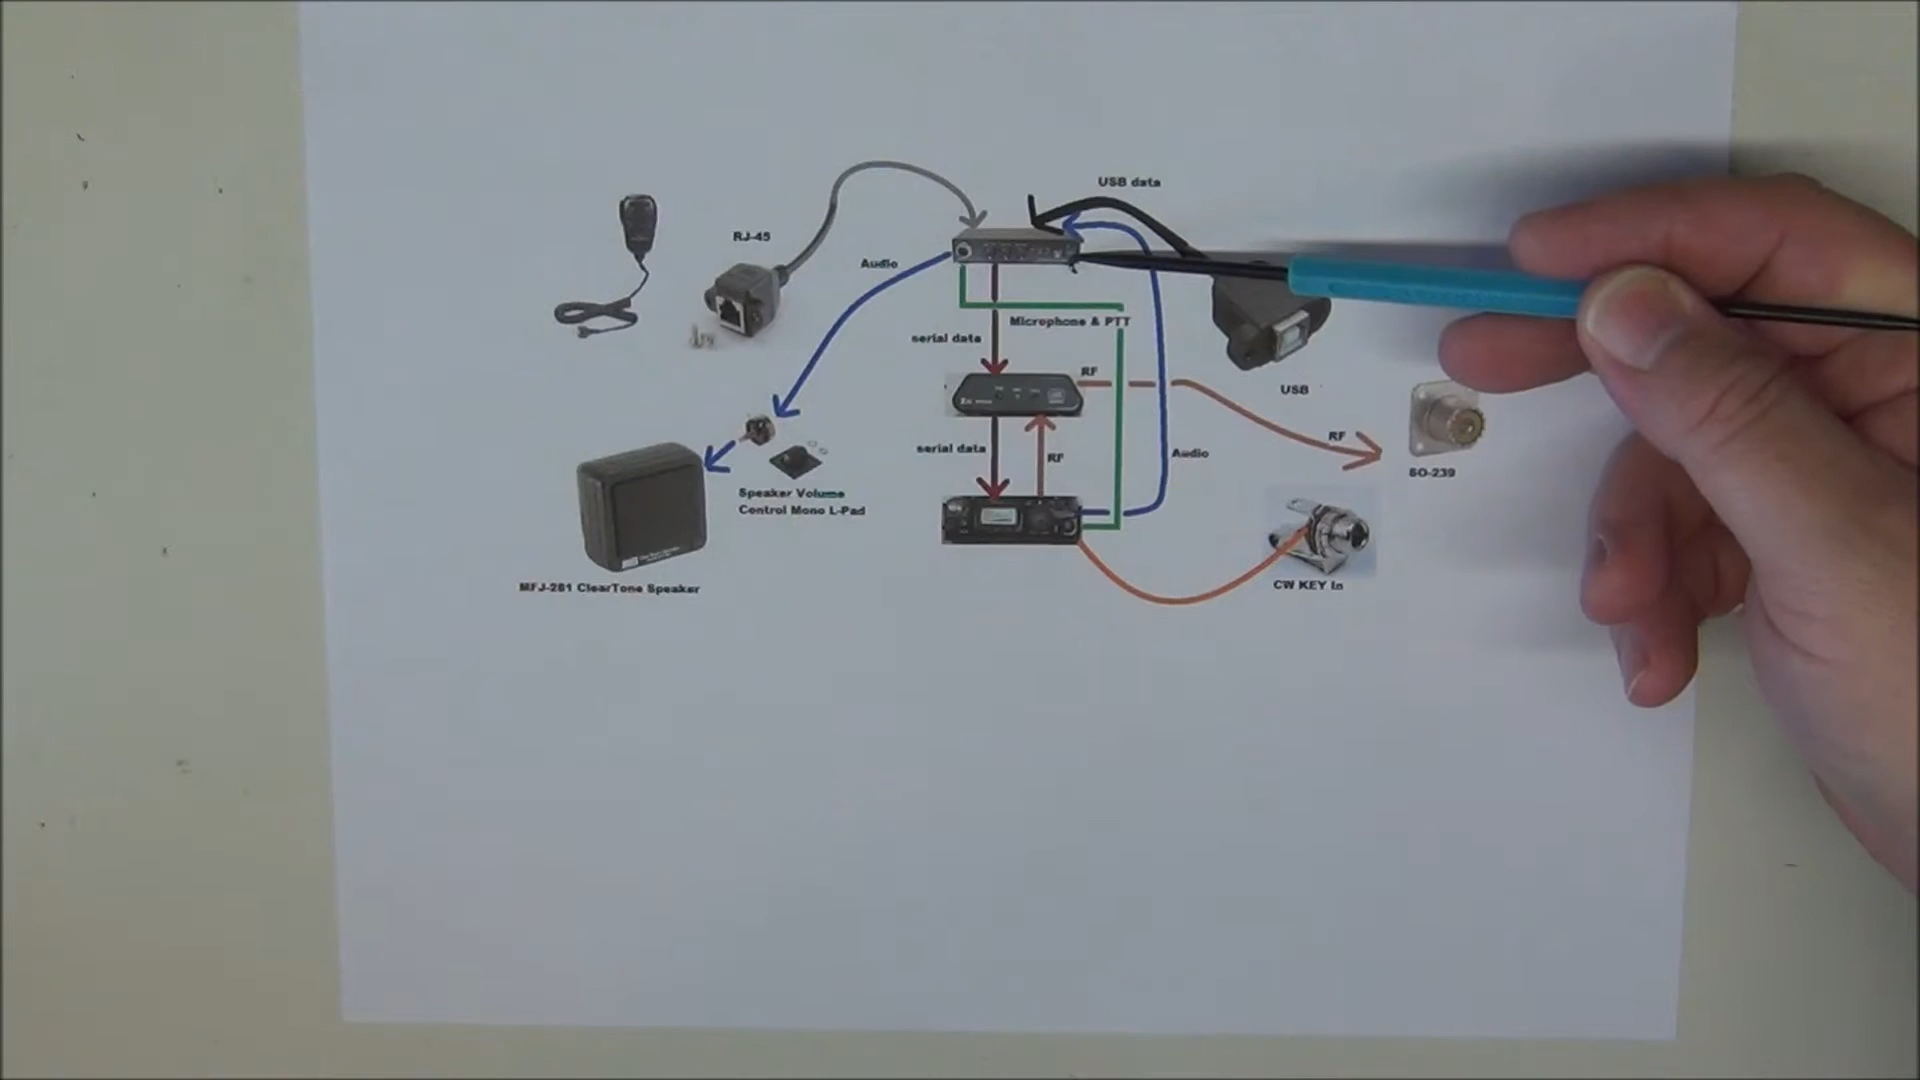 USB data
RJ-45
Audio
Microphone & PTT
serial data
RF
USB
RF
serial data
RF
Audio
SO-239
Speaker Volume
Control Mono L-Pad
MFJ-281 ClearTone Speaker
CW KEY In